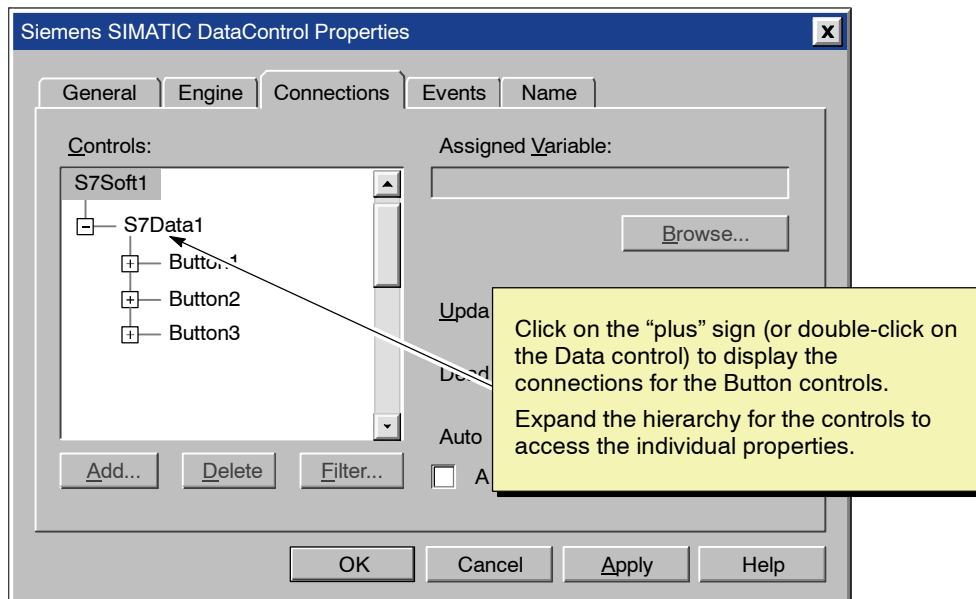 Siemens SIMATIC DataControl Properties
General Engine Connections Events Name
Controls:
Assigned Variable:
S7Soft1
S7Data1
Button1
Button2
Button3
Browse...
Upda
Auto
A
Click on the “plus” sign (or double-click on
the Data control) to display the
connections for the Button controls.
Expand the hierarchy for the controls to
access the individual properties.
Add... Delete Filter...
OK Cancel Apply Help